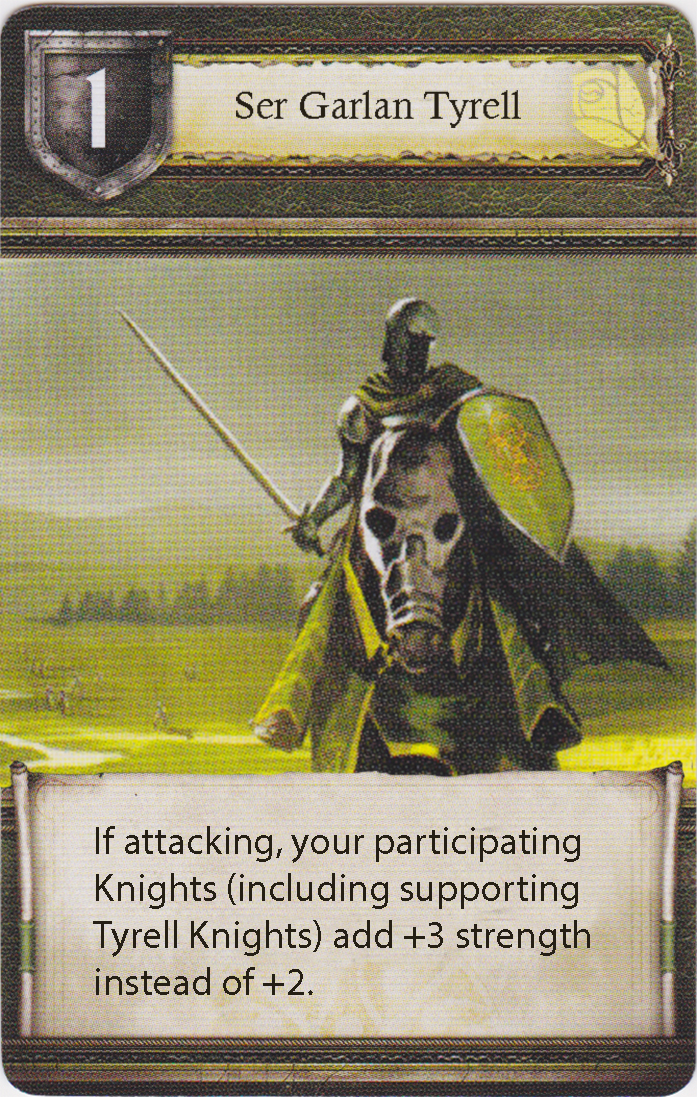 1
Ser Garlan Tyrell
If attacking, your participating
Knights (including supporting
Tyrell Knights) add +3 strength
instead of +2.